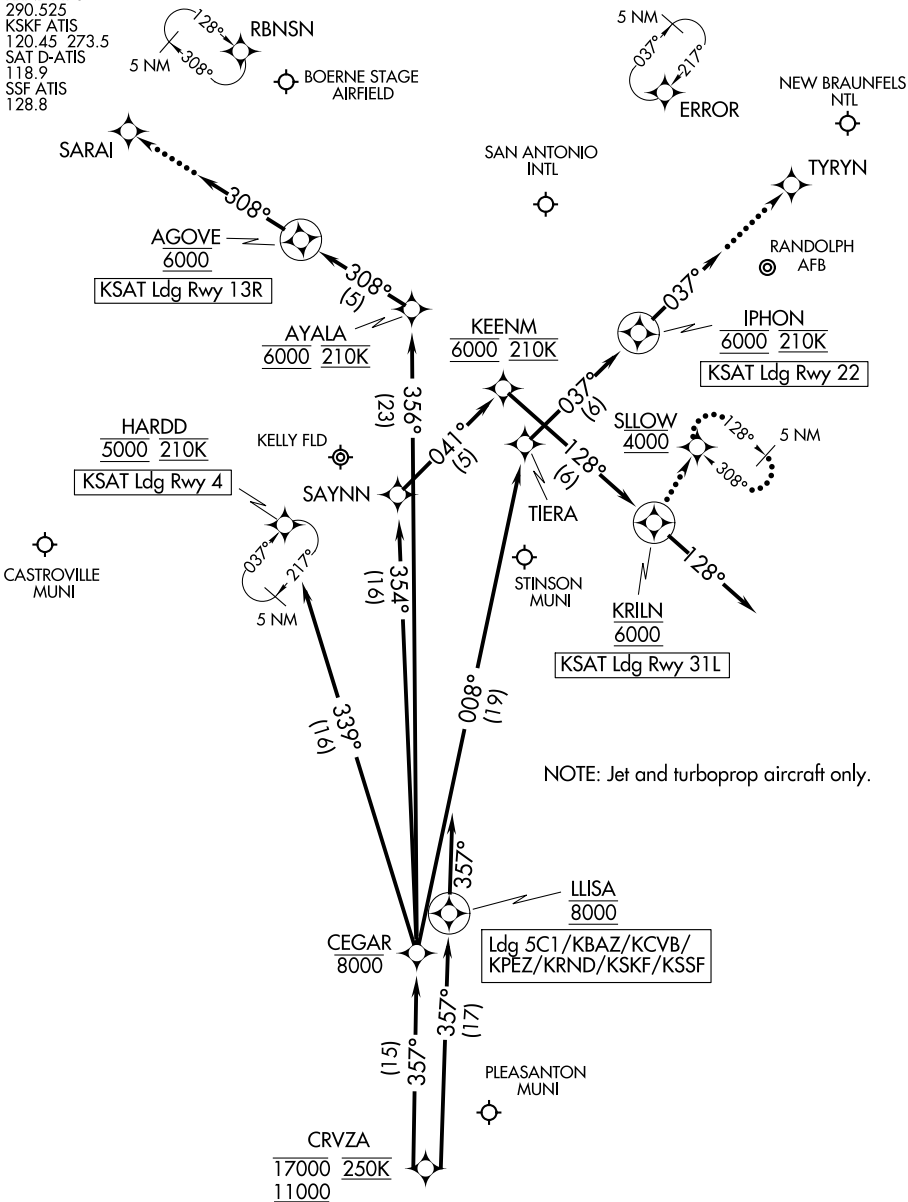 290.525
KSKF ATIS
120.45 273.5
SAT D-ATIS
118.9
SSF ATIS
128.8
128°
308°
5 NM
RBNSN
BOERNE STAGE
AIRFIELD
5 NM
037°
217°
ERROR
NEW BRAUNFELS
NTL
SARAI
SAN ANTONIO
INTL
TYRYN
308°
AGOVE
6000
KSAT Ldg Rwy 13R
308°
(5)
RANDOLPH
AFB
037°
AYALA
6000 210K
KEENM
6000 210K
IPHON
6000 210K
KSAT Ldg Rwy 22
356°
(23)
037°
(6)
HARDD
5000 210K
KSAT Ldg Rwy 4
KELLY FLD
041°
(5)
SLLOW
4000
128°
308°
5 NM
128°
(6)
SAYNN
TIERA
CASTROVILLE
MUNI
037°
217°
5 NM
354°
(16)
STINSON
MUNI
128°
KRILN
6000
KSAT Ldg Rwy 31L
339°
(16)
008°
(19)
NOTE: Jet and turboprop aircraft only.
357°
LLISA
8000
Ldg 5C1/KBAZ/KCVB/
KPEZ/KRND/KSKF/KSSF
CEGAR
8000
357°
(15)
357°
(17)
PLEASANTON
MUNI
CRVZA
17000 250K
11000